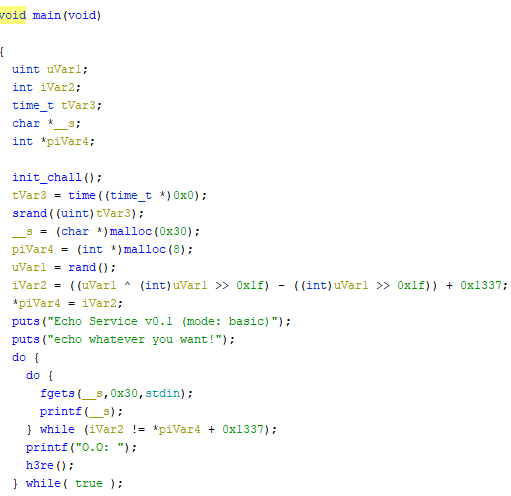 void main(void)
{
uint uVar1;
int iVar2;
time_t tVar3;
char *__s;
int *piVar4;
init_chall();
tVar3 = time((time_t *)0x0);
srand((uint)tVar3);
__s = (char *)malloc(0x30);
piVar4 = (int *)malloc(8);
uVar1 = rand();
iVar2 = ((uVar1 ^ (int)uVar1 >> 0x1f) - ((int)uVar1 >> 0x1f)) + 0x1337;
*piVar4 = iVar2;
puts("Echo Service v0.1 (mode: basic)");
puts("echo whatever you want!");
do {
do {
fgets(__s,0x30,stdin);
printf(__s);
} while (iVar2 != *piVar4 + 0x1337);
printf("O.O: ");
h3re();
} while( true );